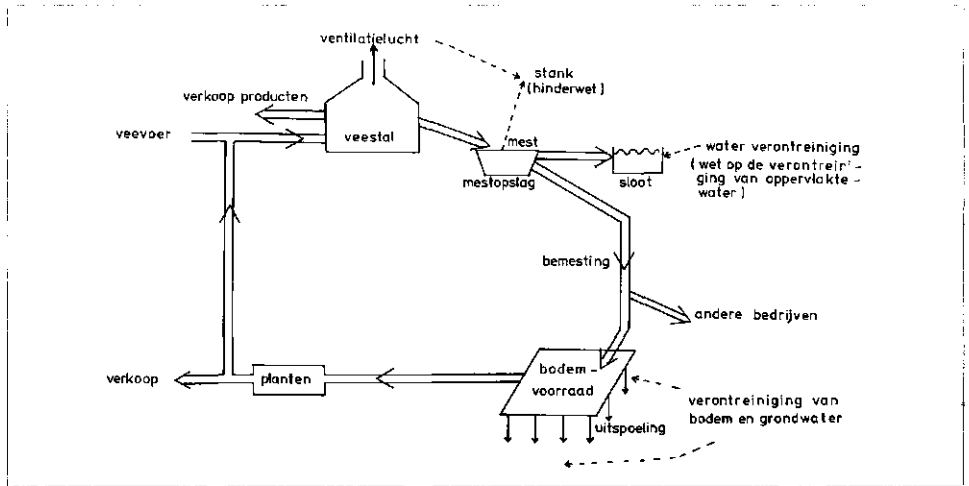 ventilatielucht
stank
(hinderwet)
verkoop producten
veevoer
veestal
mest
water verontreiniging
(wet op de verontrei-
ging van oppervlakte-
water)
mestopslag
sloot
bemesting
andere bedrijven
verkoop
planten
bodem-
voorraad
verontreiniging van
bodem en grondwater
uitspoeling